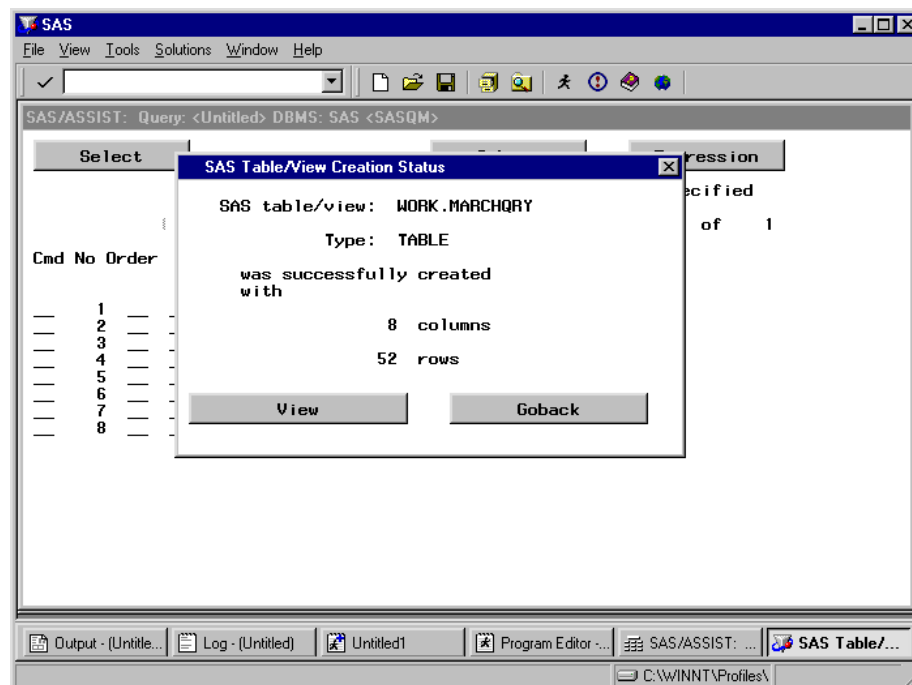 SAS
File View Tools Solutions Window Help
SAS/ASSIST: Query: <Untitled> DBMS: SAS <SASQM>
Select
ression
ecified
of 1
Cmd No Order
1
2
3
4
5
6
7
8
SAS Table/View Creation Status
SAS table/view: WORK.MARCHQRY
Type: TABLE
was successfully created
with
8 columns
52 rows
View Goback
Output - (Untitle... Log - (Untitled) Untitled1 Program Editor -... SAS/ASSIST: ... SAS Table/...
C:\WINNT\Profiles\